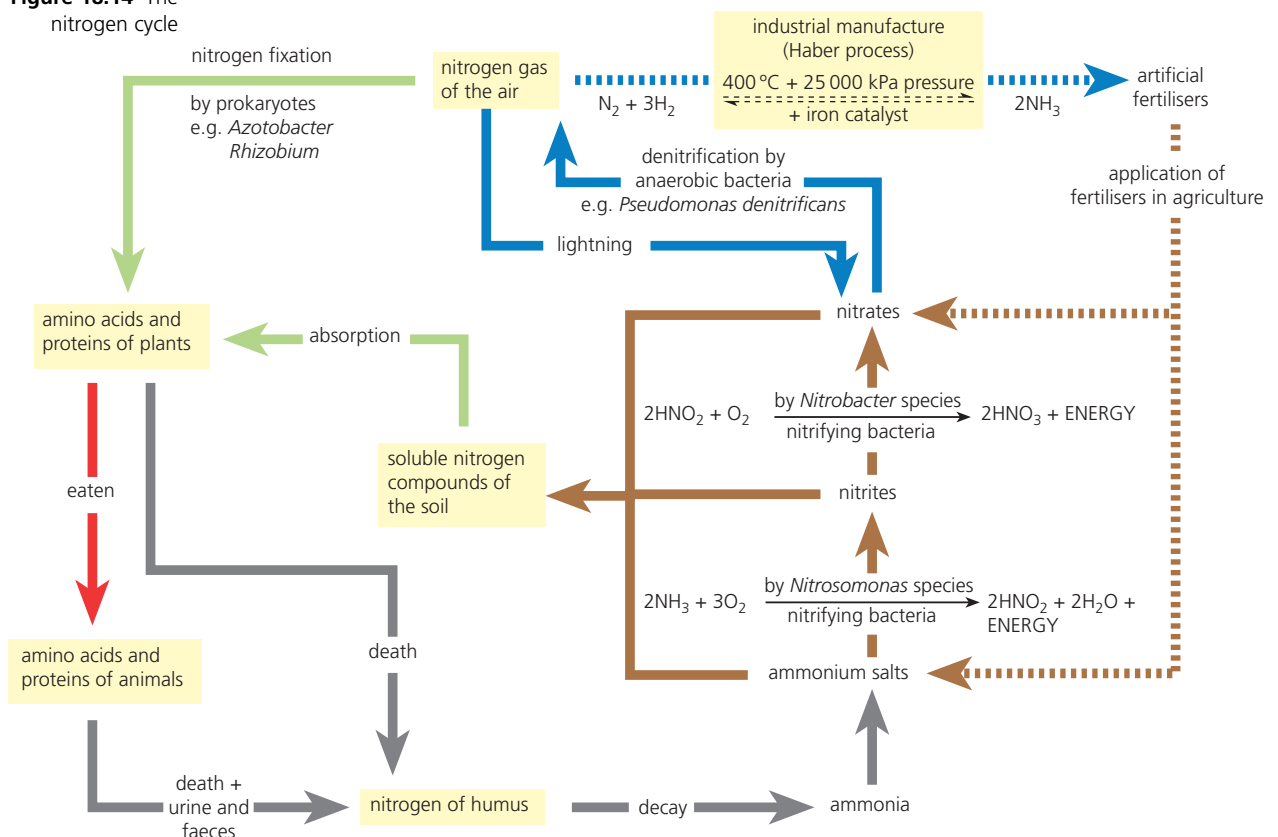 Figure 18.14 The
nitrogen cycle
nitrogen fixation
by prokaryotes
e.g. Azotobacter
Rhizobium
nitrogen gas
of the air
N₂ + 3H₂
industrial manufacture
(Haber process)
400 °C + 25 000 kPa pressure
+ iron catalyst
2NH₃
artificial
fertilisers
application of
fertilisers in agriculture
denitrification by
anaerobic bacteria
e.g. Pseudomonas denitrificans
lightning
nitrates
amino acids and
proteins of plants
absorption
2HNO₂ + O₂
by Nitrobacter species
nitrifying bacteria
2HNO₃ + ENERGY
soluble nitrogen
compounds of
the soil
nitrites
eaten
2NH₃ + 3O₂
by Nitrosomonas species
nitrifying bacteria
2HNO₂ + 2H₂O +
ENERGY
death
amino acids and
proteins of animals
ammonium salts
death +
urine and
faeces
nitrogen of humus
decay
ammonia